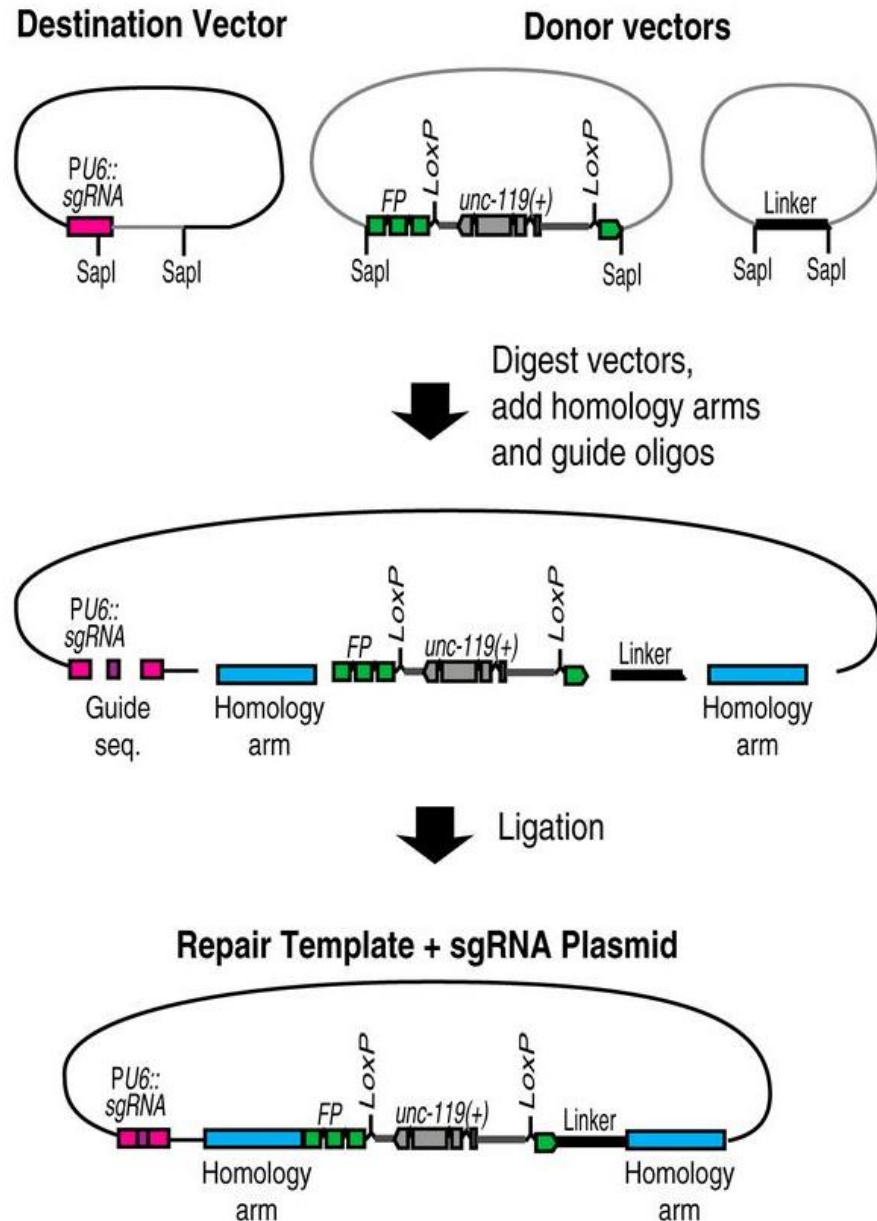 Destination Vector
Donor vectors
PU6::
sgRNA
SapI
SapI
FP
LoxP
unc-119(+)
LoxP
SapI
SapI
Linker
SapI
SapI
Digest vectors,
add homology arms
and guide oligos
PU6::
sgRNA
Guide
seq.
Homology
arm
FP
LoxP
unc-119(+)
LoxP
Linker
Homology
arm
Ligation
Repair Template + sgRNA Plasmid
PU6::
sgRNA
Homology
arm
FP
LoxP
unc-119(+)
LoxP
Linker
Homology
arm